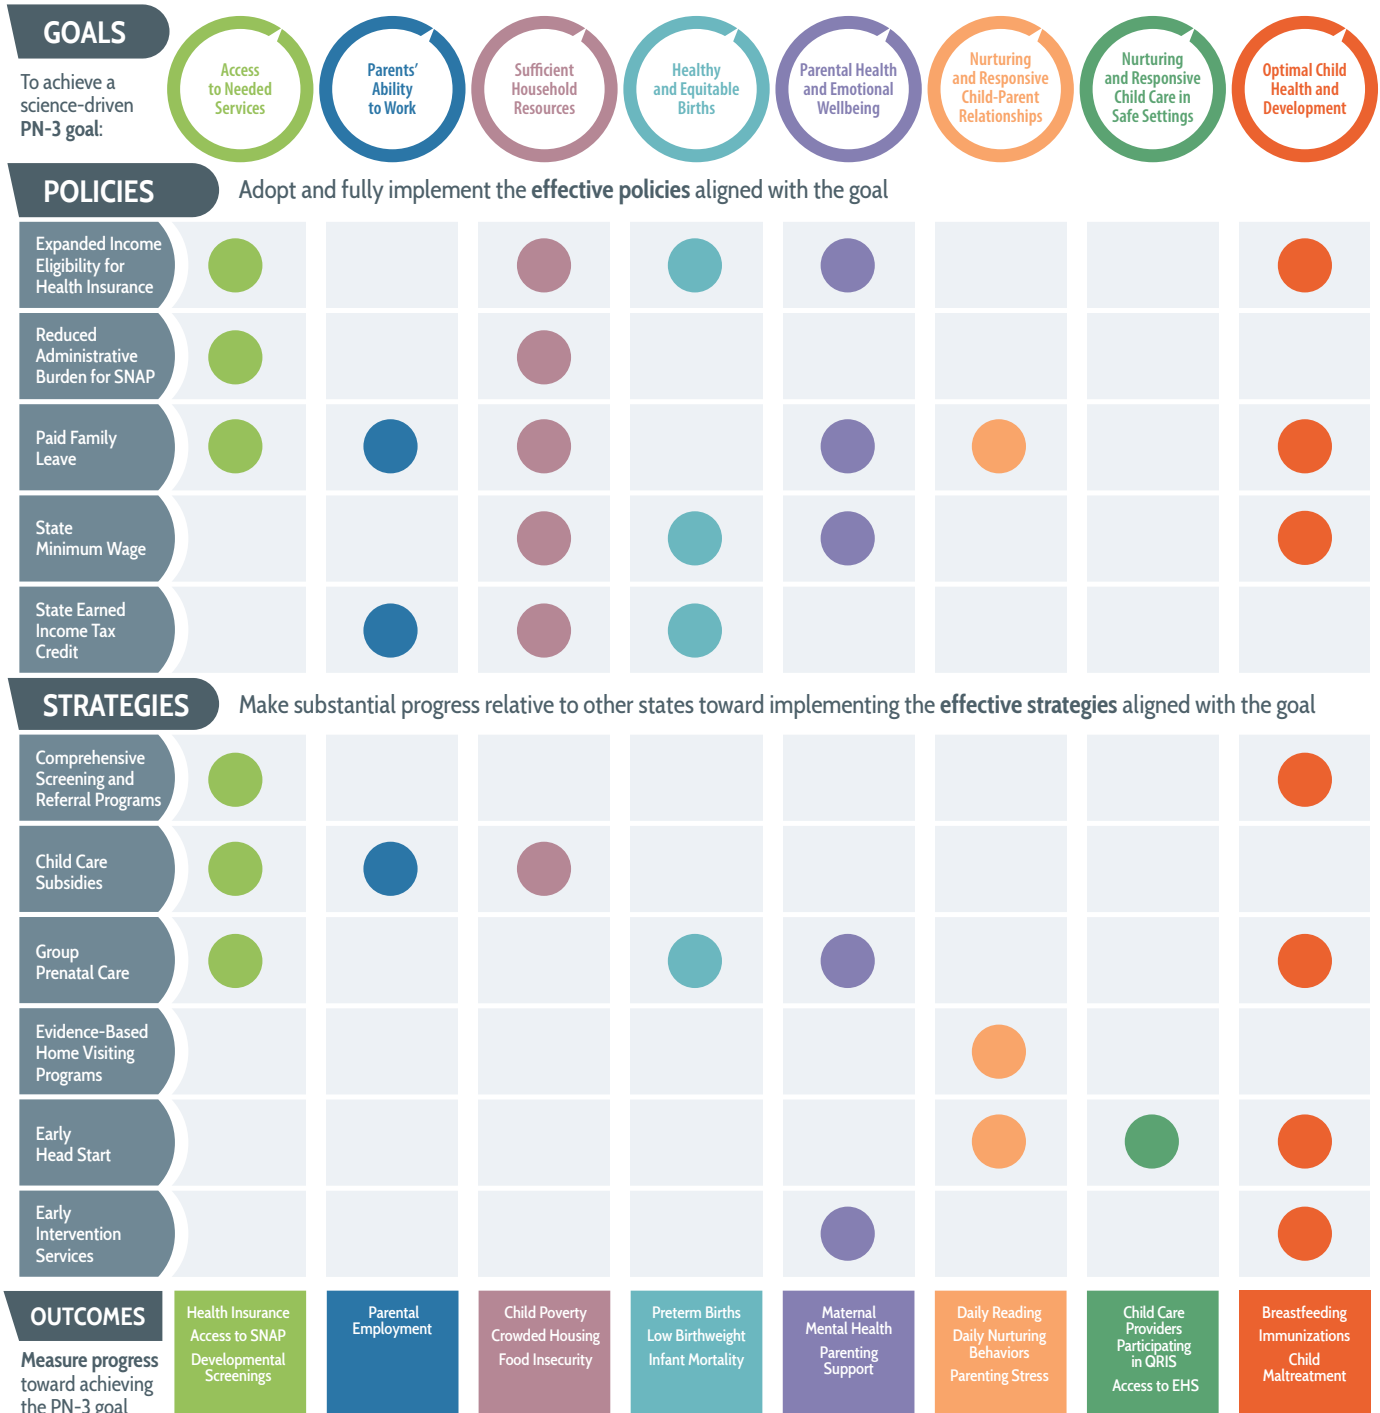 GOALS
To achieve a
science-driven
PN-3 goal:
Access
to Needed
Services
Parents'
Ability
to Work
Sufficient
Household
Resources
Healthy
and Equitable
Births
Parental Health
and Emotional
Wellbeing
Nurturing
and Responsive
Child-Parent
Relationships
Nurturing
and Responsive
Child Care in
Safe Settings
Optimal Child
Health and
Development
POLICIES
Adopt and fully implement the effective policies aligned with the goal
Expanded Income
Eligibility for
Health Insurance
Reduced
Administrative
Burden for SNAP
Paid Family
Leave
State
Minimum Wage
State Earned
Income Tax
Credit
STRATEGIES
Make substantial progress relative to other states toward implementing the effective strategies aligned with the goal
Comprehensive
Screening and
Referral Programs
Child Care
Subsidies
Group
Prenatal Care
Evidence-Based
Home Visiting
Programs
Early
Head Start
Early
Intervention
Services
OUTCOMES
Measure progress
toward achieving
the PN-3 goal
Health Insurance
Access to SNAP
Developmental
Screenings
Parental
Employment
Child Poverty
Crowded Housing
Food Insecurity
Preterm Births
Low Birthweight
Infant Mortality
Maternal
Mental Health
Parenting
Support
Daily Reading
Daily Nurturing
Behaviors
Parenting Stress
Child Care
Providers
Participating
in QRIS
Access to EHS
Breastfeeding
Immunizations
Child
Maltreatment